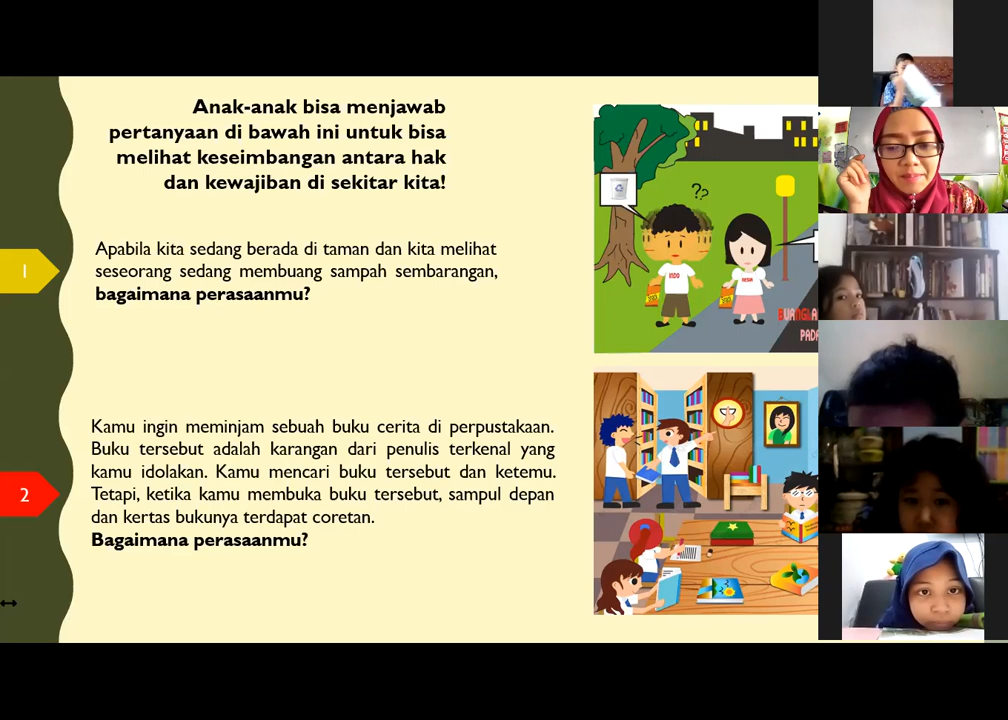 Anak-anak bisa menjawab
pertanyaan di bawah ini untuk bisa
melihat keseimbangan antara hak
dan kewajiban di sekitar kita!
1
Apabila kita sedang berada di taman dan kita melihat
seseorang sedang membuang sampah sembarangan,
bagaimana perasaanmu?
2
Kamu ingin meminjam sebuah buku cerita di perpustakaan.
Buku tersebut adalah karangan dari penulis terkenal yang
kamu idolakan. Kamu mencari buku tersebut dan ketemu.
Tetapi, ketika kamu membuka buku tersebut, sampul depan
dan kertas bukunya terdapat coretan.
Bagaimana perasaanmu?
??
INDO